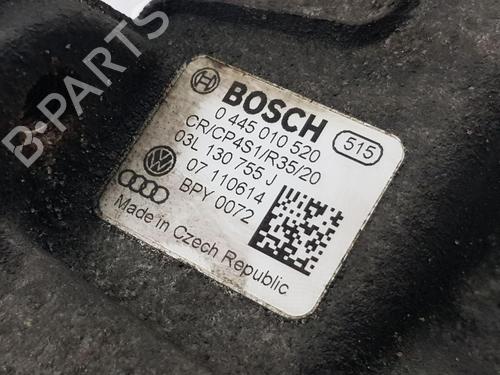 BOSCH
0 445 010 520
515
CR/CP4S1/R35/20
03L 130 755 J
07 110614
BPY 0072
Made in Czech Republic
B-PARTS